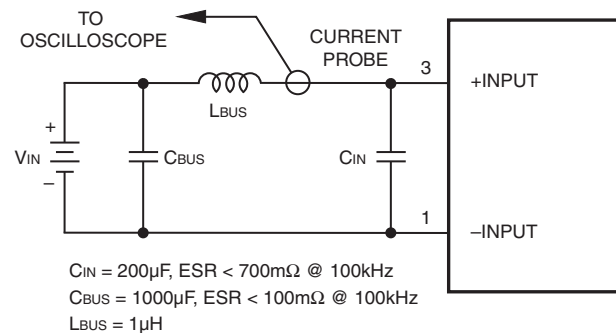 TO
OSCILLOSCOPE
CURRENT
PROBE
LBUS
3
+INPUT
+
VIN
–
CBUS
CIN
1
–INPUT
CIN = 200µF, ESR < 700mΩ @ 100kHz
CBUS = 1000µF, ESR < 100mΩ @ 100kHz
LBUS = 1µH